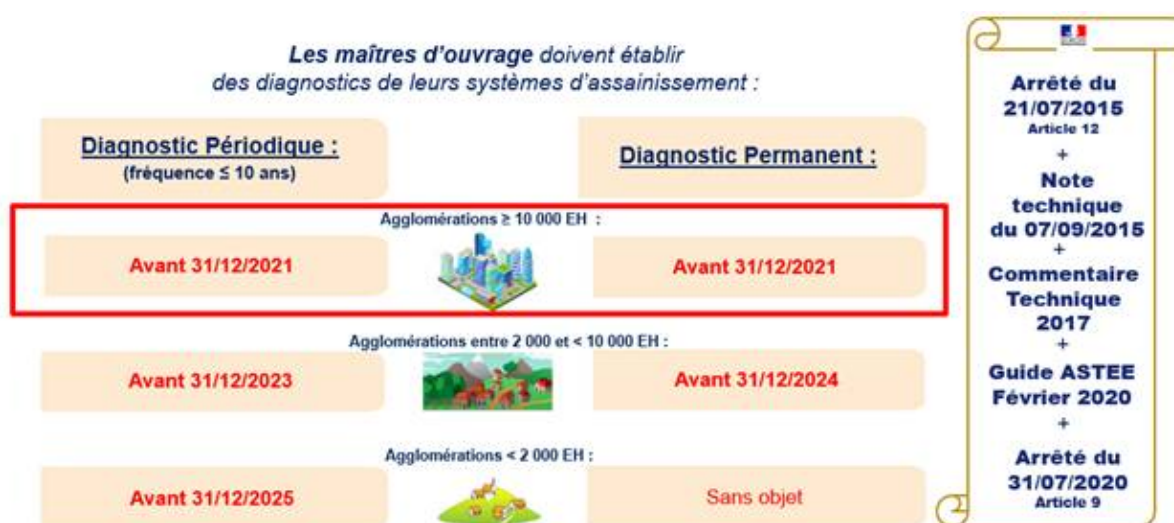 Les maîtres d'ouvrage doivent établir
des diagnostics de leurs systèmes d'assainissement :
Diagnostic Périodique :
(fréquence ≤ 10 ans)
Diagnostic Permanent :
Agglomérations ≥ 10 000 EH :
Avant 31/12/2021
Avant 31/12/2021
Agglomérations entre 2 000 et < 10 000 EH :
Avant 31/12/2023
Avant 31/12/2024
Agglomérations < 2 000 EH :
Avant 31/12/2025
Sans objet
Arrêté du
21/07/2015
Article 12
+
Note
technique
du 07/09/2015
+
Commentaire
Technique
2017
+
Guide ASTEE
Février 2020
+
Arrêté du
31/07/2020
Article 9